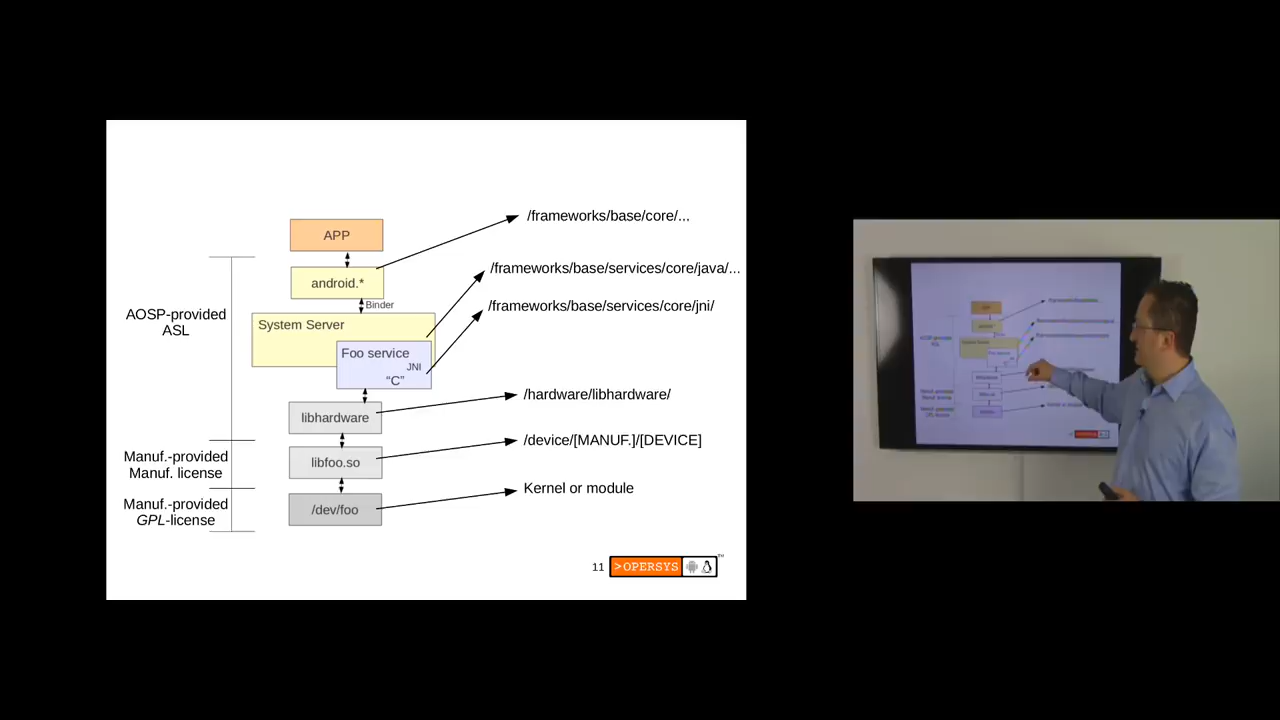 /frameworks/base/core/...
APP
/frameworks/base/services/core/java/...
android.*
Binder
/frameworks/base/services/core/jni/
AOSP-provided
ASL
System Server
Foo service
JNI
“C”
/hardware/libhardware/
libhardware
/device/[MANUF.]/[DEVICE]
Manuf.-provided
Manuf. license
libfoo.so
Kernel or module
Manuf.-provided
GPL-license
/dev/foo
11
>OPERSYS
TM